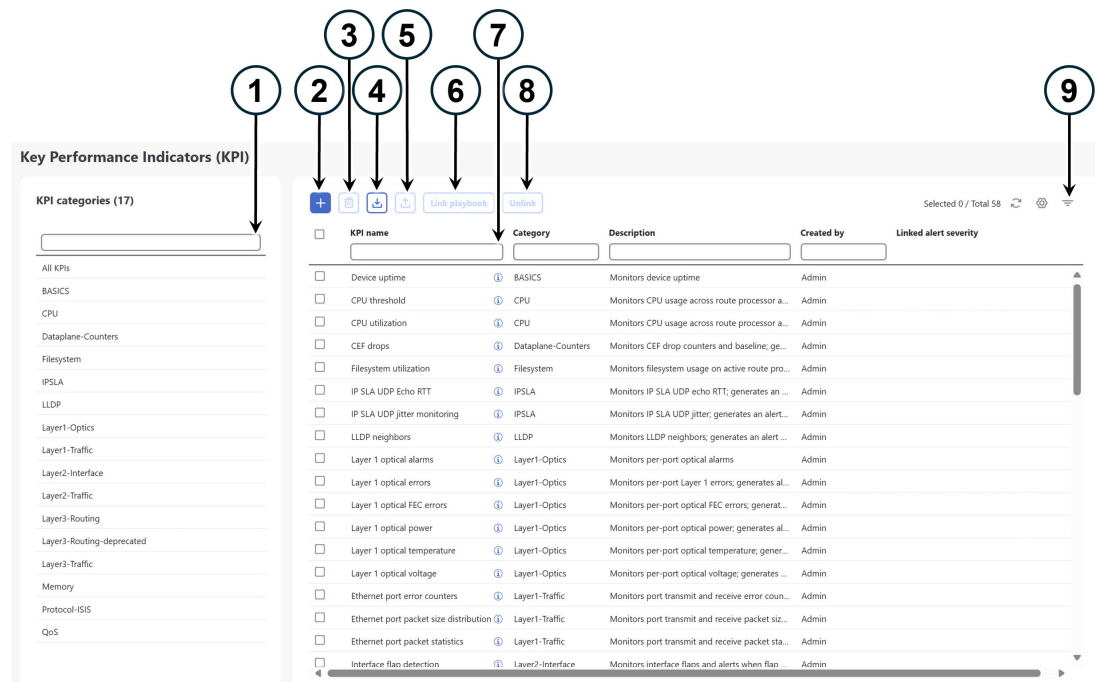 3 5 7
1 2 4 6 8 9
Key Performance Indicators (KPI)
KPI categories (17)
Link playbook Unlink Selected 0 / Total 58
KPI name Category Description Created by Linked alert severity
All KPIs
BASICS
CPU
Dataplane-Counters
Filesystem
IPSLA
LLDP
Layer1-Optics
Layer1-Traffic
Layer2-Interface
Layer2-Traffic
Layer3-Routing
Layer3-Routing-deprecated
Layer3-Traffic
Memory
Protocol-ISIS
QoS
Device uptime BASICS Monitors device uptime Admin
CPU threshold CPU Monitors CPU usage across route processor a... Admin
CPU utilization CPU Monitors CPU usage across route processor a... Admin
CEF drops Dataplane-Counters Monitors CEF drop counters and baseline; ge... Admin
Filesystem utilization Filesystem Monitors filesystem usage on active route pro... Admin
IP SLA UDP Echo RTT IPSLA Monitors IP SLA UDP echo RTT; generates an ... Admin
IP SLA UDP jitter monitoring IPSLA Monitors IP SLA UDP jitter; generates an alert... Admin
LLDP neighbors LLDP Monitors LLDP neighbors; generates an alert ... Admin
Layer 1 optical alarms Layer1-Optics Monitors per-port optical alarms Admin
Layer 1 optical errors Layer1-Optics Monitors per-port Layer 1 errors; generates al... Admin
Layer 1 optical FEC errors Layer1-Optics Monitors per-port optical FEC errors; generat... Admin
Layer 1 optical power Layer1-Optics Monitors per-port optical power; generates al... Admin
Layer 1 optical temperature Layer1-Optics Monitors per-port optical temperature; gener... Admin
Layer 1 optical voltage Layer1-Optics Monitors per-port optical voltage; generates ... Admin
Ethernet port error counters Layer1-Traffic Monitors port transmit and receive error coun... Admin
Ethernet port packet size distribution Layer1-Traffic Monitors port transmit and receive packet siz... Admin
Ethernet port packet statistics Layer1-Traffic Monitors port transmit and receive packet sta... Admin
Interface flap detection Layer2-Interface Monitors interface flaps and alerts when flap ... Admin